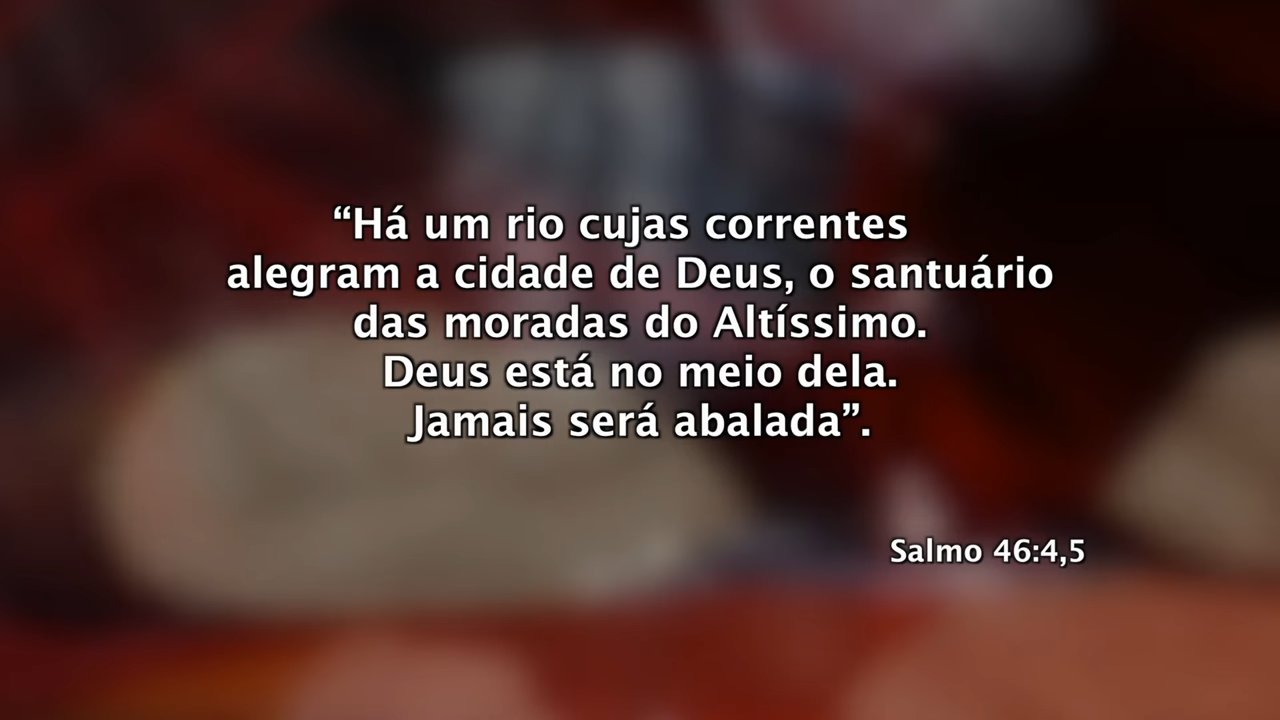 “Há um rio cujas correntes
alegram a cidade de Deus, o santuário
das moradas do Altíssimo.
Deus está no meio dela.
Jamais será abalada”.
Salmo 46:4,5